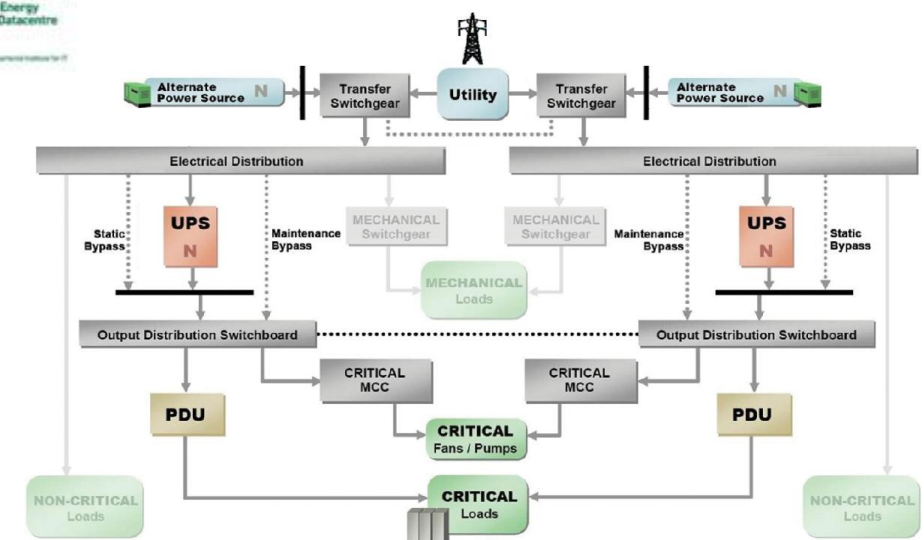 Energy
Datacentre
Alternate
Power Source N
Transfer
Switchgear
Utility
Transfer
Switchgear
Alternate
Power Source N
Electrical Distribution
Electrical Distribution
UPS
N
Static
Bypass
Maintenance
Bypass
MECHANICAL
Switchgear
MECHANICAL
Switchgear
Maintenance
Bypass
UPS
N
Static
Bypass
MECHANICAL
Loads
Output Distribution Switchboard
Output Distribution Switchboard
CRITICAL
MCC
CRITICAL
MCC
PDU
PDU
CRITICAL
Fans / Pumps
NON-CRITICAL
Loads
CRITICAL
Loads
NON-CRITICAL
Loads